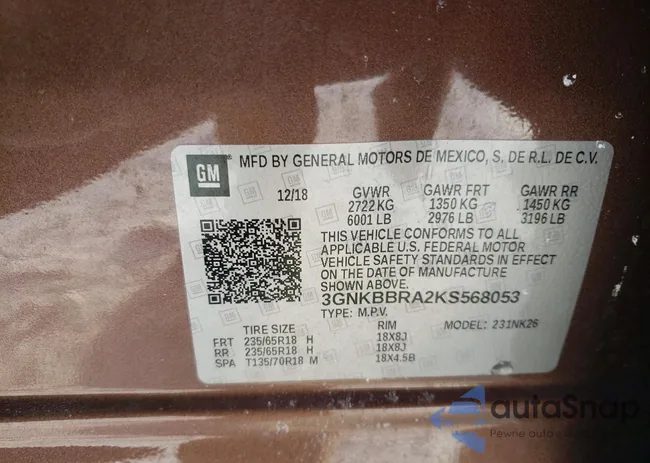 GM
MFD BY GENERAL MOTORS DE MEXICO, S. DE R.L. DE C.V.
12/18
GVWR GAWR FRT GAWR RR
2722 KG 1350 KG 1450 KG
6001 LB 2976 LB 3196 LB
THIS VEHICLE CONFORMS TO ALL
APPLICABLE U.S. FEDERAL MOTOR
VEHICLE SAFETY STANDARDS IN EFFECT
ON THE DATE OF MANUFACTURE
SHOWN ABOVE.
3GNKBBRA2KS568053
TYPE: M.P.V.
MODEL: 231NK26
TIRE SIZE RIM
FRT 235/65R18 H 18X8J
RR 235/65R18 H 18X8J
SPA T135/70R18 M 18X4.5B
autoSnap
Pewne auto z